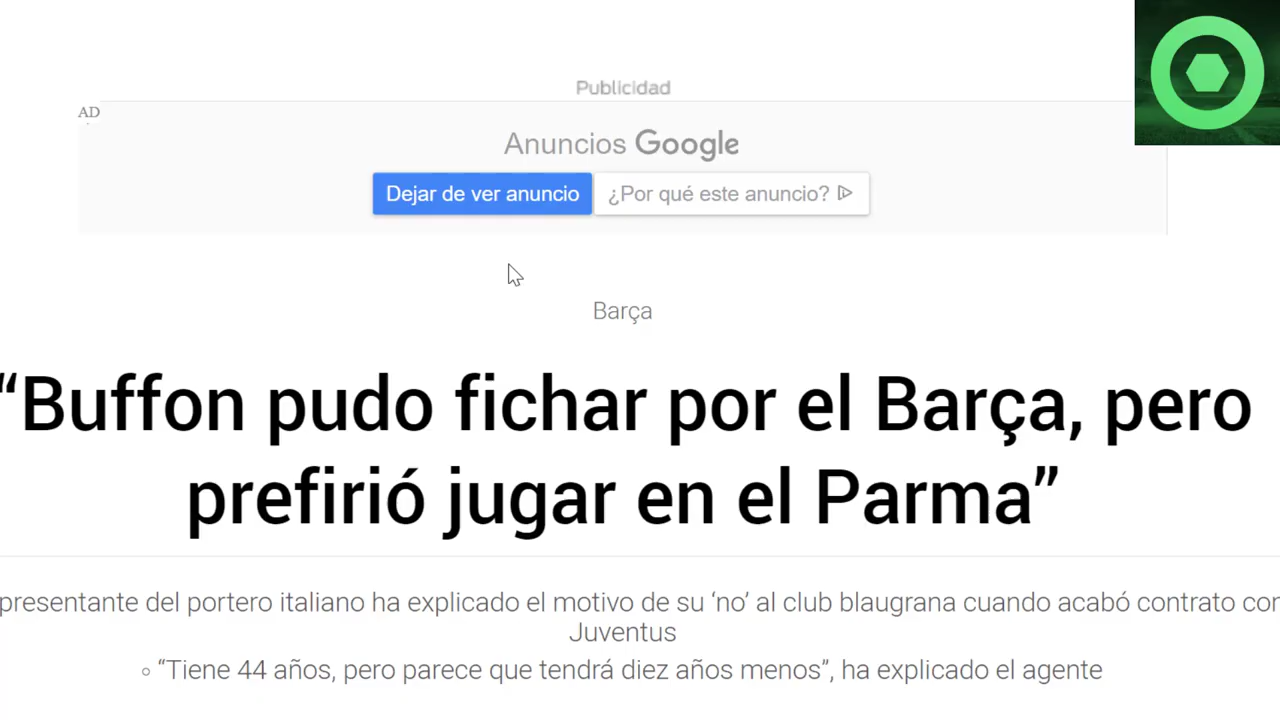 Publicidad
AD
Anuncios Google
Dejar de ver anuncio
¿Por qué este anuncio?
Barça
“Buffon pudo fichar por el Barça, pero
prefirió jugar en el Parma”
presentante del portero italiano ha explicado el motivo de su ‘no’ al club blaugrana cuando acabó contrato con
Juventus
“Tiene 44 años, pero parece que tendrá diez años menos”, ha explicado el agente